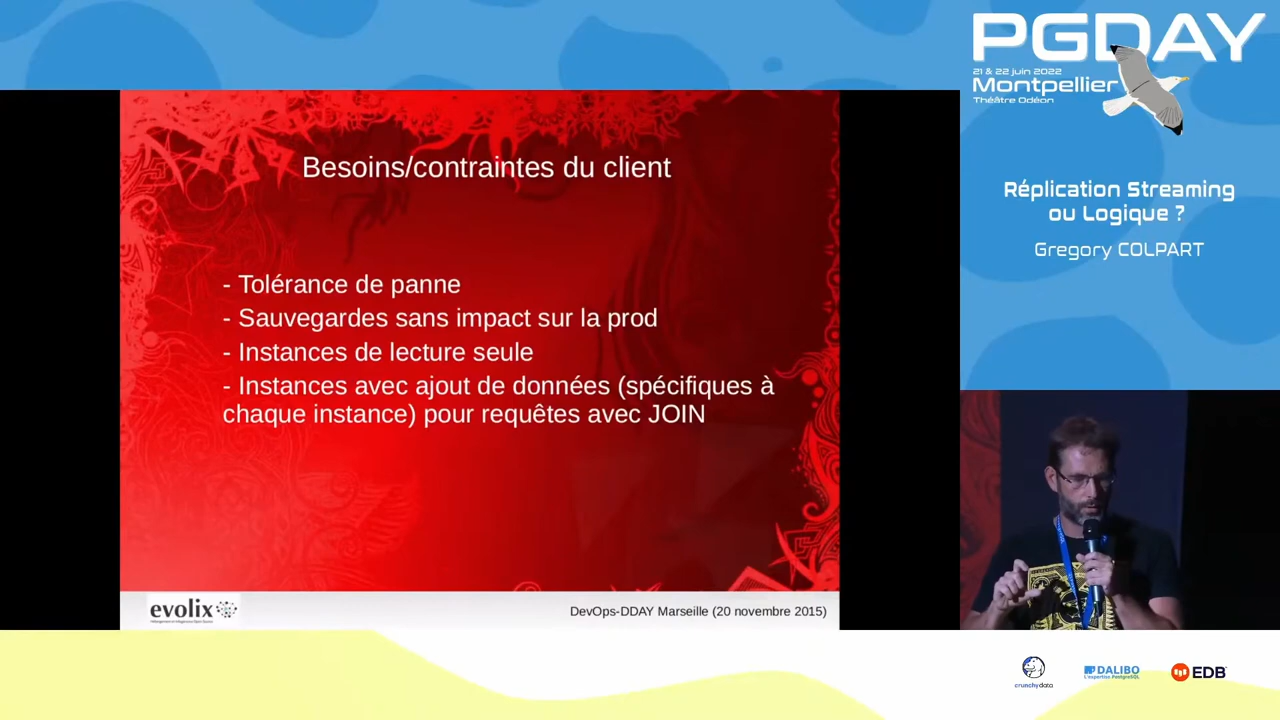 Besoins/contraintes du client
- Tolérance de panne
- Sauvegardes sans impact sur la prod
- Instances de lecture seule
- Instances avec ajout de données (spécifiques à
chaque instance) pour requêtes avec JOIN
evolix
DevOps-DDAY Marseille (20 novembre 2015)
PGDAY
21 & 22 juin 2022
Montpellier
Théâtre Odéon
Réplication Streaming
ou Logique ?
Gregory COLPART
crunchydata
DALIBO
L'expertise PostgreSQL
EDB